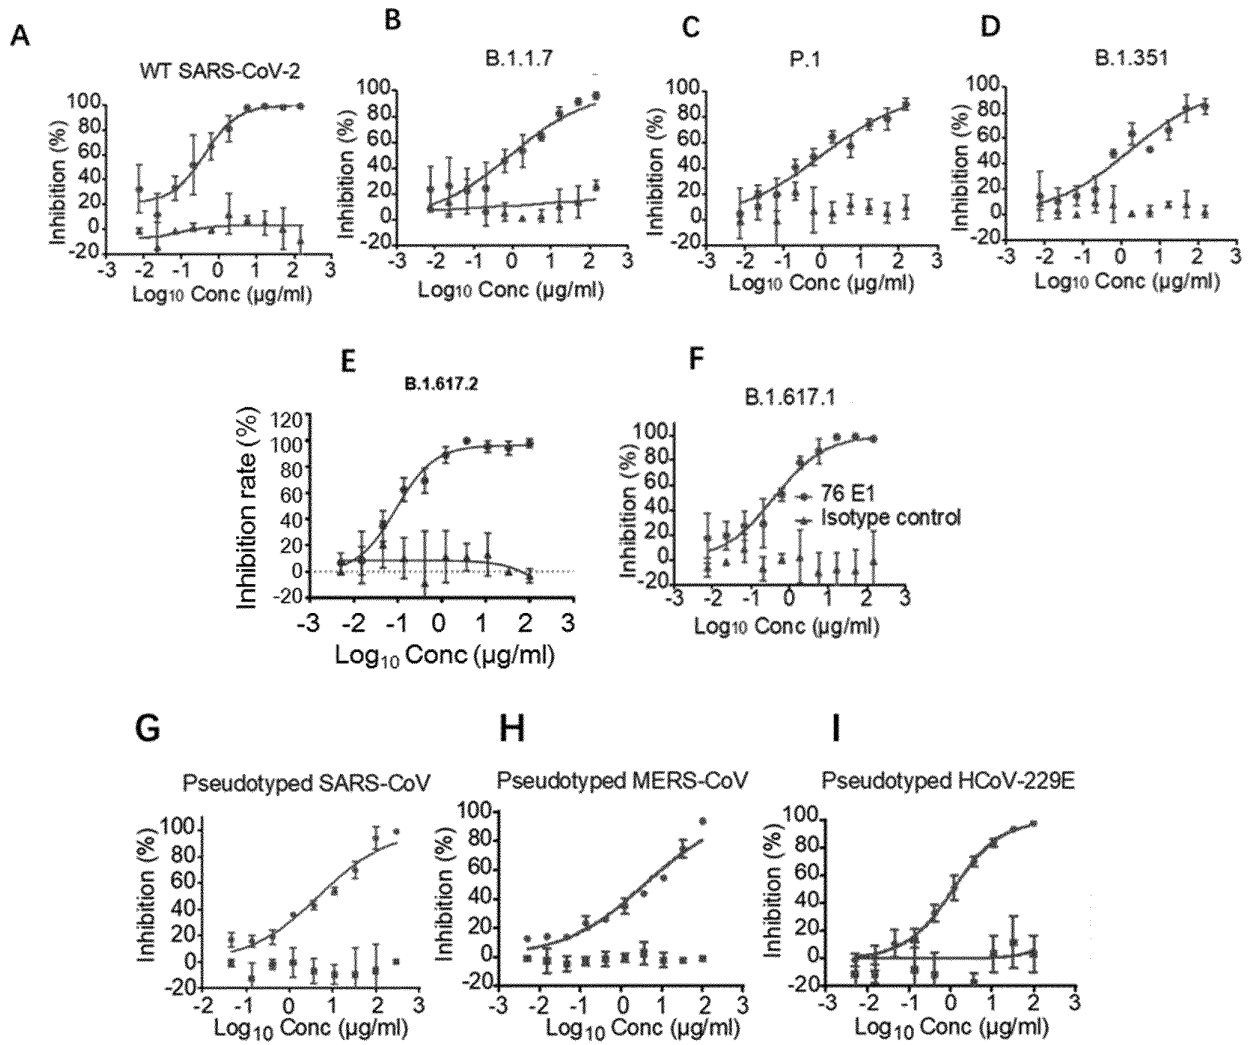 A
WT SARS-CoV-2
Inhibition (%)
100
80
60
40
20
0
-20
-3 -2 -1 0 1 2 3
Log10 Conc (µg/ml)
B
B.1.1.7
Inhibition (%)
100
80
60
40
20
0
-20
-3 -2 -1 0 1 2 3
Log10 Conc (µg/ml)
C
P.1
Inhibition (%)
100
80
60
40
20
0
-20
-3 -2 -1 0 1 2 3
Log10 Conc (µg/ml)
D
B.1.351
Inhibition (%)
100
80
60
40
20
0
-20
-3 -2 -1 0 1 2 3
Log10 Conc (µg/ml)
E
B.1.617.2
Inhibition rate (%)
120
100
80
60
40
20
0
-20
-3 -2 -1 0 1 2 3
Log10 Conc (µg/ml)
F
B.1.617.1
Inhibition (%)
100
80
60
40
20
0
-20
-3 -2 -1 0 1 2 3
Log10 Conc (µg/ml)
76 E1
Isotype control
G
Pseudotyped SARS-CoV
Inhibition (%)
100
80
60
40
20
0
-20
-2 -1 0 1 2 3
Log10 Conc (µg/ml)
H
Pseudotyped MERS-CoV
Inhibition (%)
100
80
60
40
20
0
-20
-3 -2 -1 0 1 2 3
Log10 Conc (µg/ml)
I
Pseudotyped HCoV-229E
Inhibition (%)
100
80
60
40
20
0
-20
-3 -2 -1 0 1 2 3
Log10 Conc (µg/ml)